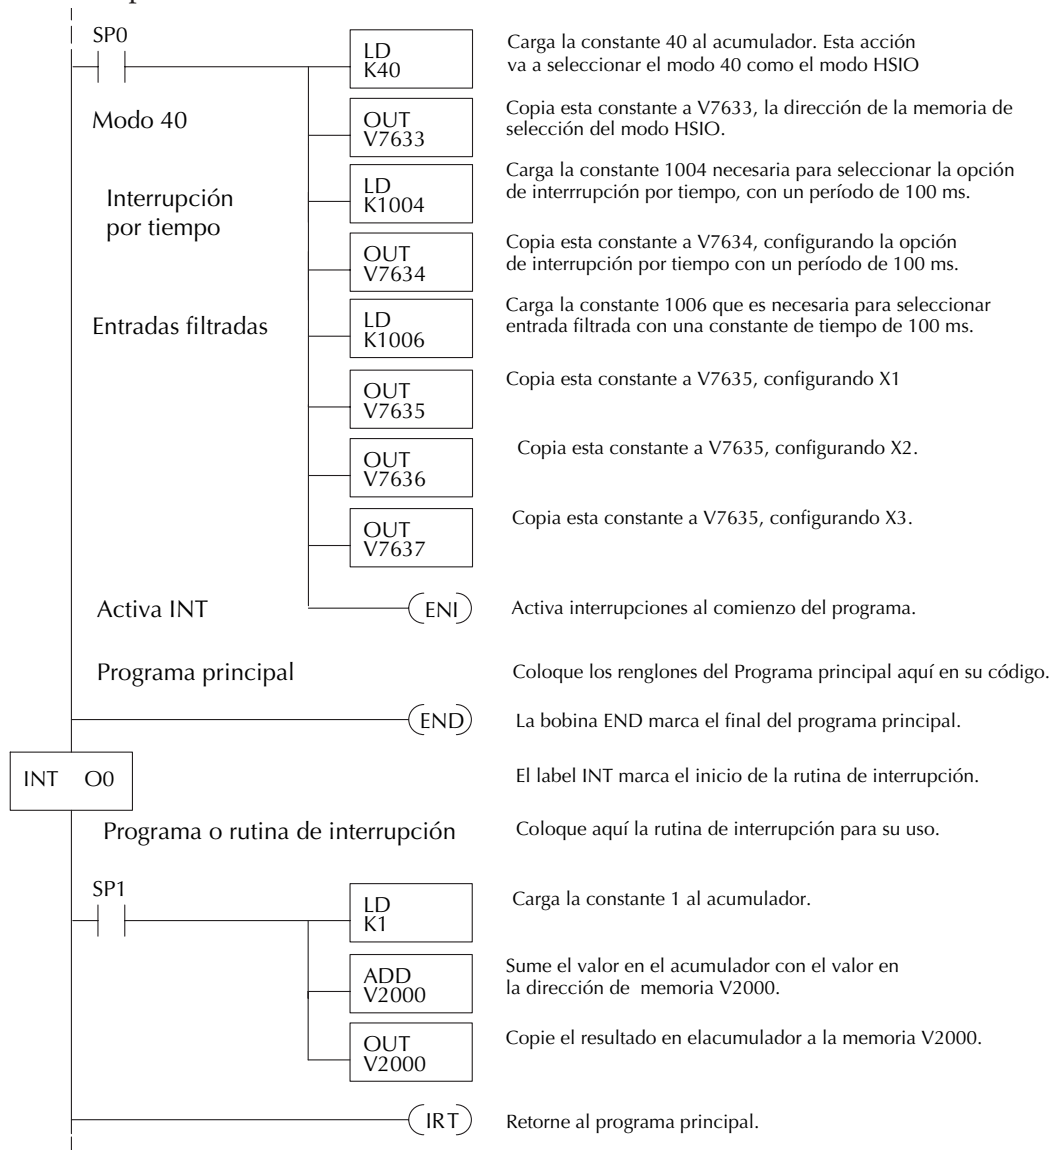 SP0
LD
K40
Carga la constante 40 al acumulador. Esta acción
va a seleccionar el modo 40 como el modo HSIO
Modo 40
OUT
V7633
Copia esta constante a V7633, la dirección de la memoria de
selección del modo HSIO.
Interrupción
por tiempo
LD
K1004
Carga la constante 1004 necesaria para seleccionar la opción
de interrrupción por tiempo, con un período de 100 ms.
OUT
V7634
Copia esta constante a V7634, configurando la opción
de interrupción por tiempo con un período de 100 ms.
Entradas filtradas
LD
K1006
Carga la constante 1006 que es necesaria para seleccionar
entrada filtrada con una constante de tiempo de 100 ms.
OUT
V7635
Copia esta constante a V7635, configurando X1
OUT
V7636
Copia esta constante a V7635, configurando X2.
OUT
V7637
Copia esta constante a V7635, configurando X3.
Activa INT
ENI
Activa interrupciones al comienzo del programa.
Programa principal
Coloque los renglones del Programa principal aquí en su código.
END
La bobina END marca el final del programa principal.
INT O0
El label INT marca el inicio de la rutina de interrupción.
Programa o rutina de interrupción
Coloque aquí la rutina de interrupción para su uso.
SP1
LD
K1
Carga la constante 1 al acumulador.
ADD
V2000
Sume el valor en el acumulador con el valor en
la dirección de memoria V2000.
OUT
V2000
Copie el resultado en elacumulador a la memoria V2000.
IRT
Retorne al programa principal.